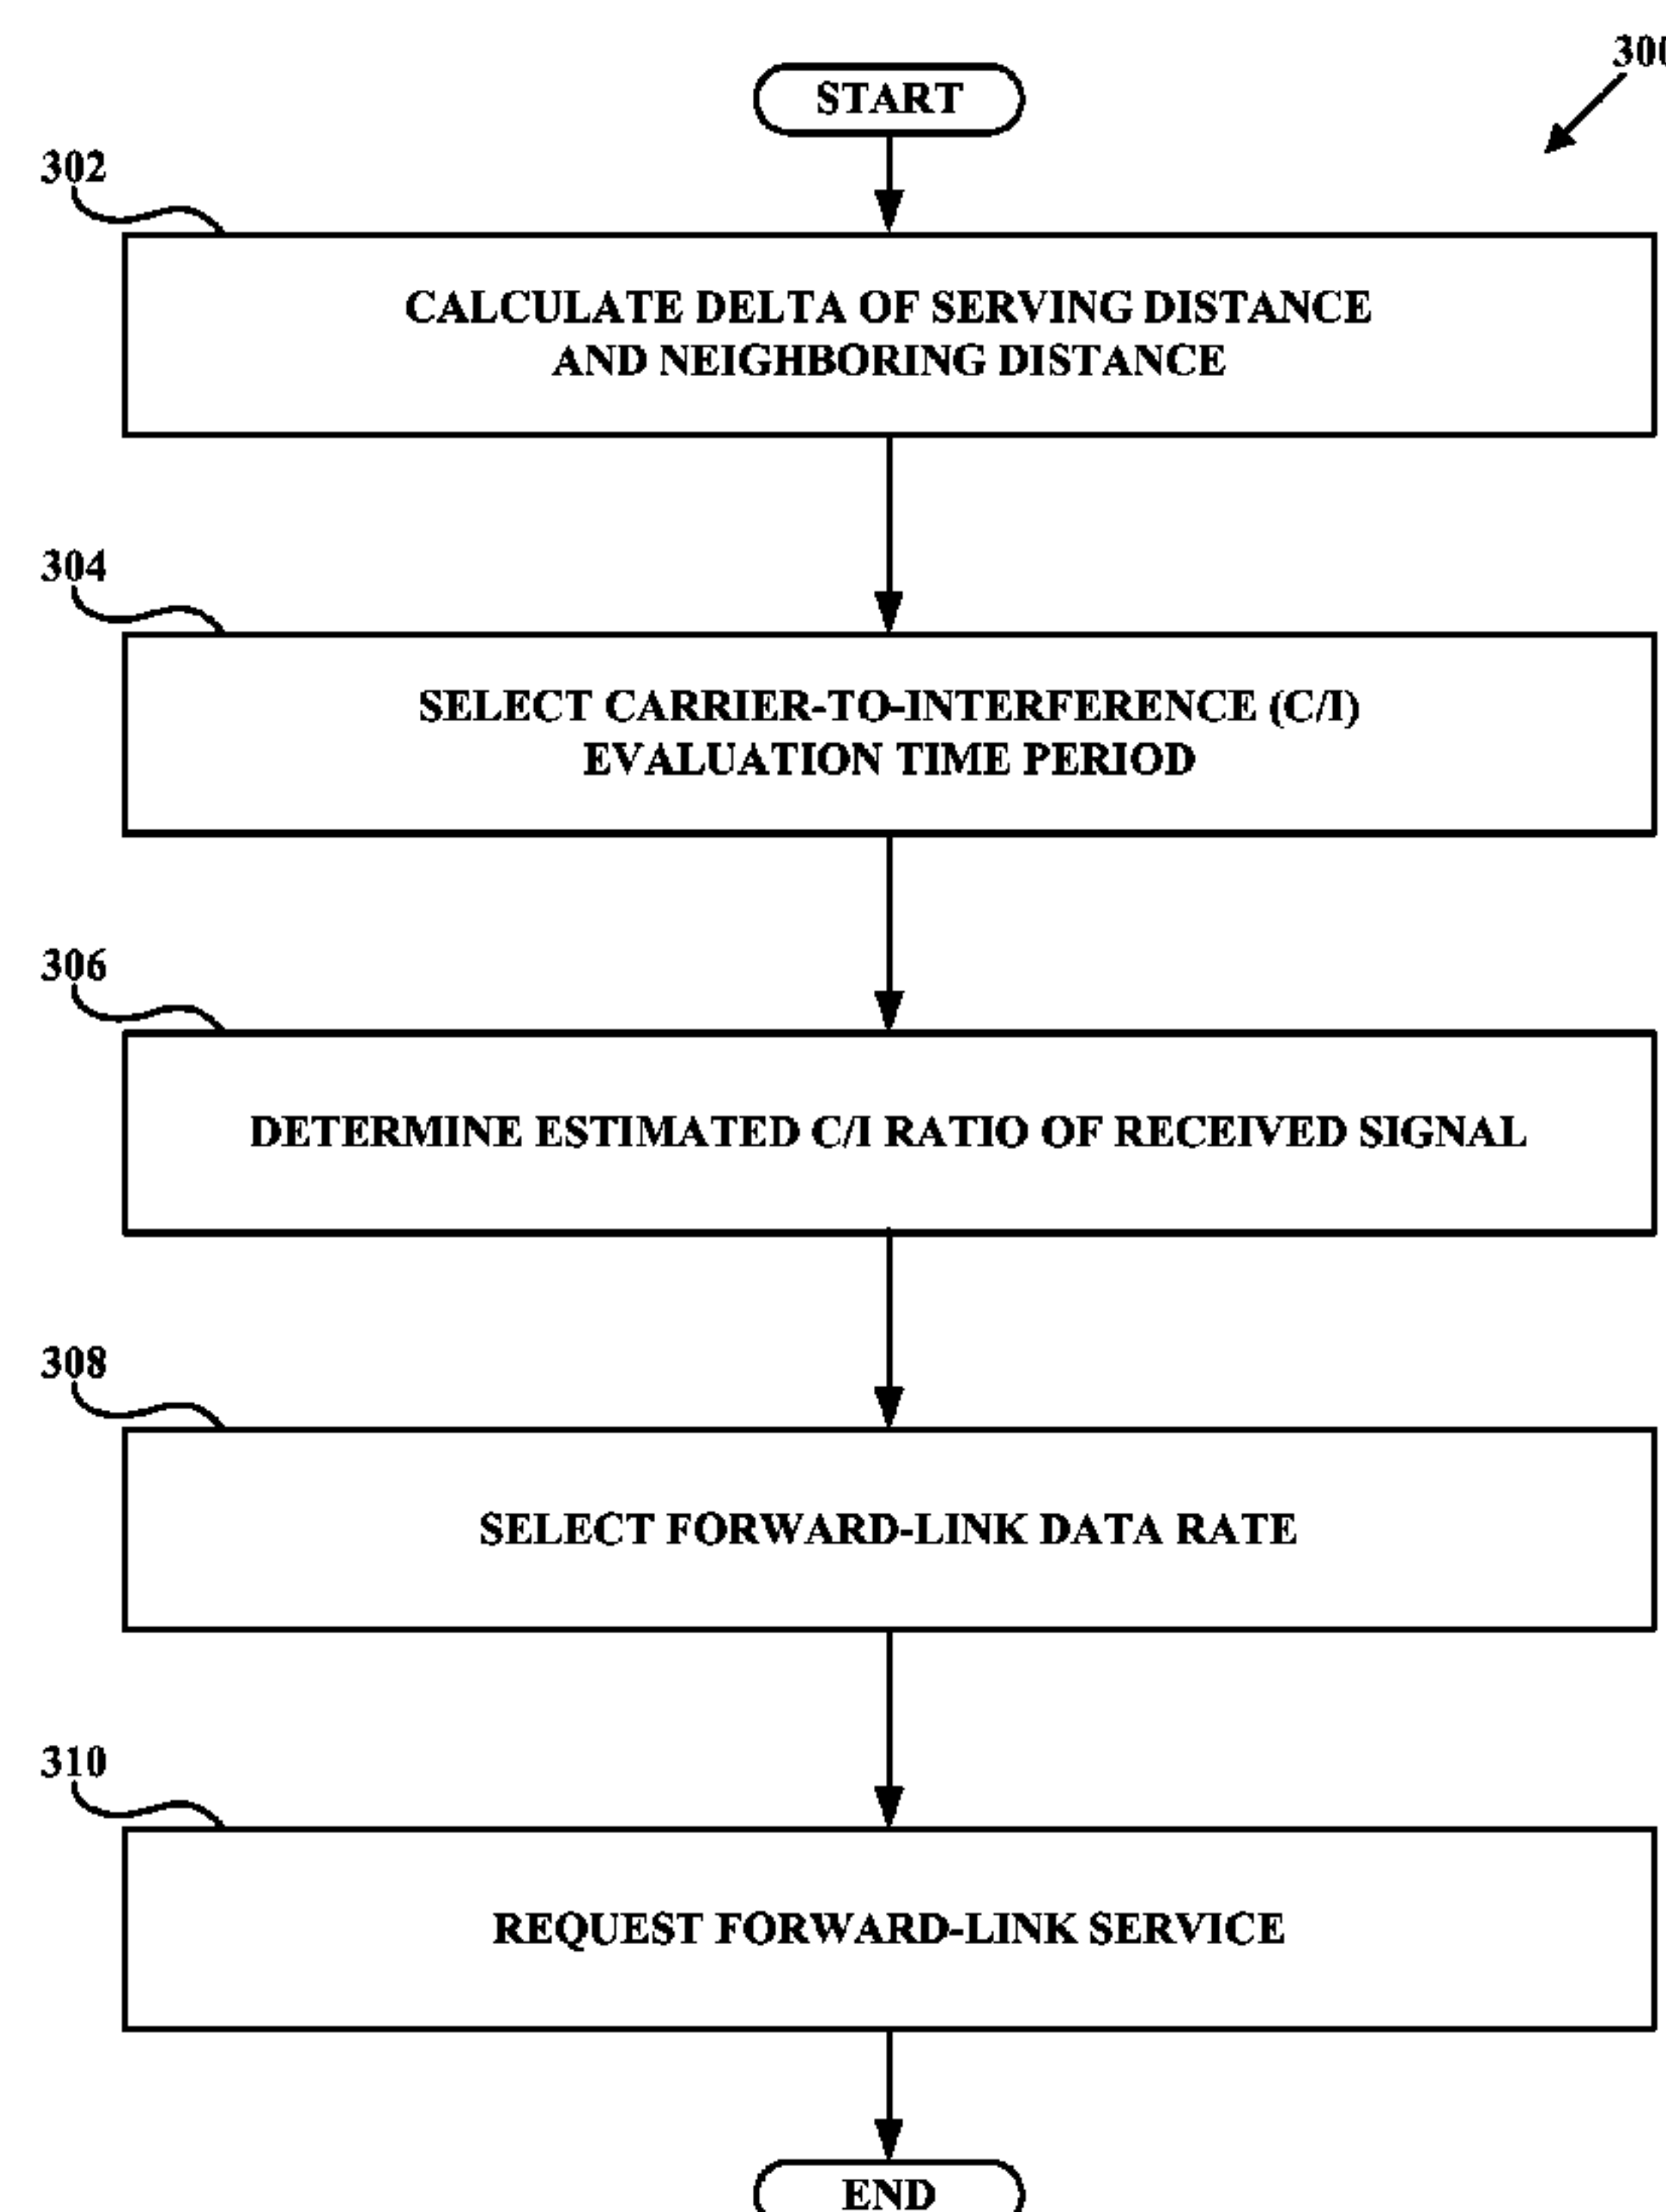 300
START
302
CALCULATE DELTA OF SERVING DISTANCE
AND NEIGHBORING DISTANCE
304
SELECT CARRIER-TO-INTERFERENCE (C/I)
EVALUATION TIME PERIOD
306
DETERMINE ESTIMATED C/I RATIO OF RECEIVED SIGNAL
308
SELECT FORWARD-LINK DATA RATE
310
REQUEST FORWARD-LINK SERVICE
END